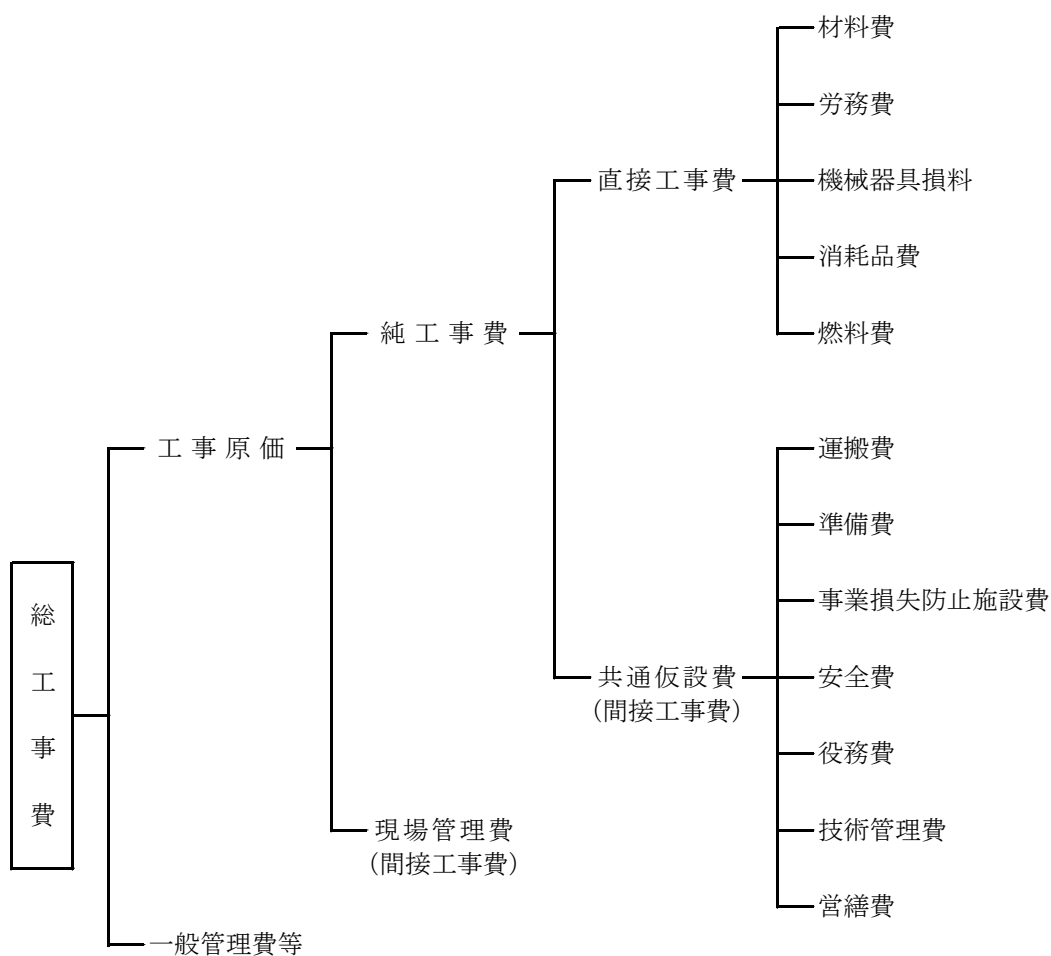 総工事費
工事原価
純工事費
直接工事費
材料費
労務費
機械器具損料
消耗品費
燃料費
共通仮設費
(間接工事費)
運搬費
準備費
事業損失防止施設費
安全費
役務費
技術管理費
営繕費
現場管理費
(間接工事費)
一般管理費等